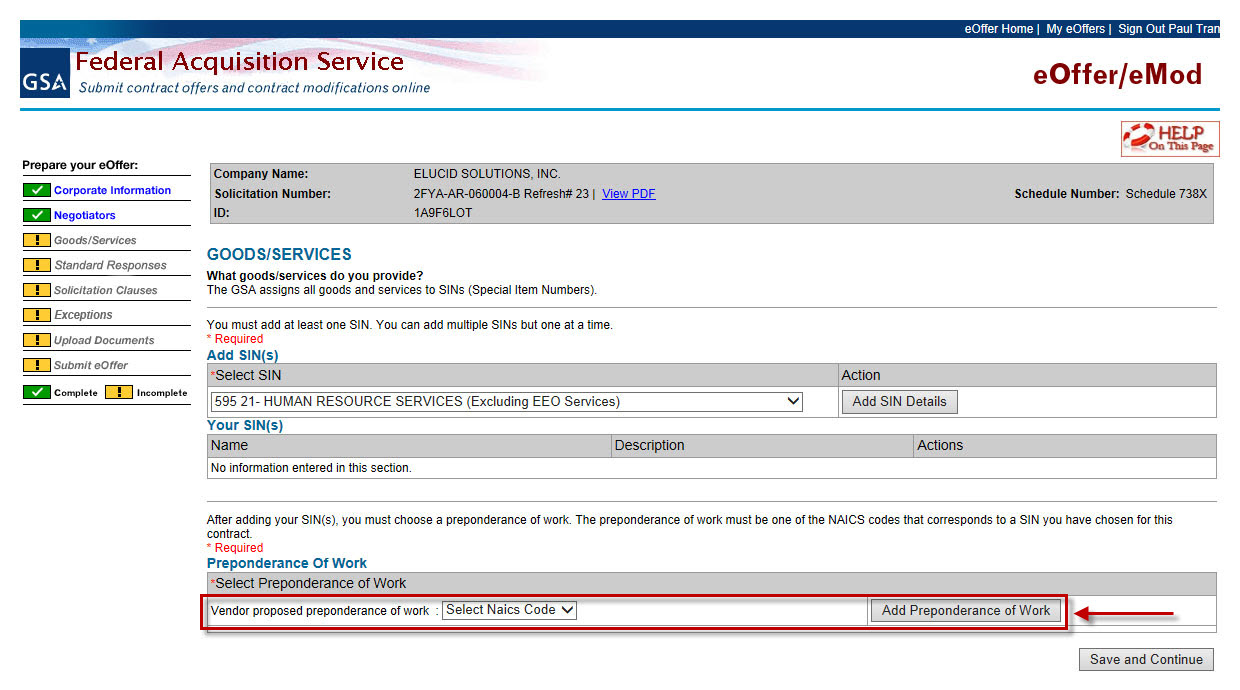 eOffer Home | My eOffers | Sign Out Paul Tran
GSA
Federal Acquisition Service
Submit contract offers and contract modifications online
eOffer/eMod
HELP
On This Page
Prepare your eOffer:
Corporate Information
Negotiators
Goods/Services
Standard Responses
Solicitation Clauses
Exceptions
Upload Documents
Submit eOffer
Complete Incomplete
Company Name: ELUCID SOLUTIONS, INC.
Solicitation Number: 2FYA-AR-060004-B Refresh# 23 | View PDF Schedule Number: Schedule 738X
ID: 1A9F6LOT
GOODS/SERVICES
What goods/services do you provide?
The GSA assigns all goods and services to SINs (Special Item Numbers).
You must add at least one SIN. You can add multiple SINs but one at a time.
* Required
Add SIN(s)
*Select SIN Action
595 21- HUMAN RESOURCE SERVICES (Excluding EEO Services) Add SIN Details
Your SIN(s)
Name Description Actions
No information entered in this section.
After adding your SIN(s), you must choose a preponderance of work. The preponderance of work must be one of the NAICS codes that corresponds to a SIN you have chosen for this
contract.
* Required
Preponderance Of Work
*Select Preponderance of Work
Vendor proposed preponderance of work : Select Naics Code Add Preponderance of Work
Save and Continue